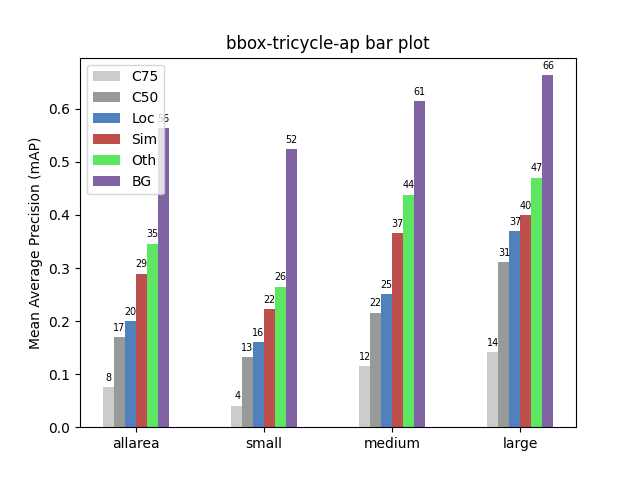 bbox-tricycle-ap bar plot
Mean Average Precision (mAP)
0.6
0.5
0.4
0.3
0.2
0.1
0.0
C75
C50
Loc
Sim
Oth
BG
8
17
20
29
35
56
4
13
16
22
26
52
12
22
25
37
44
61
14
31
37
40
47
66
allarea
small
medium
large